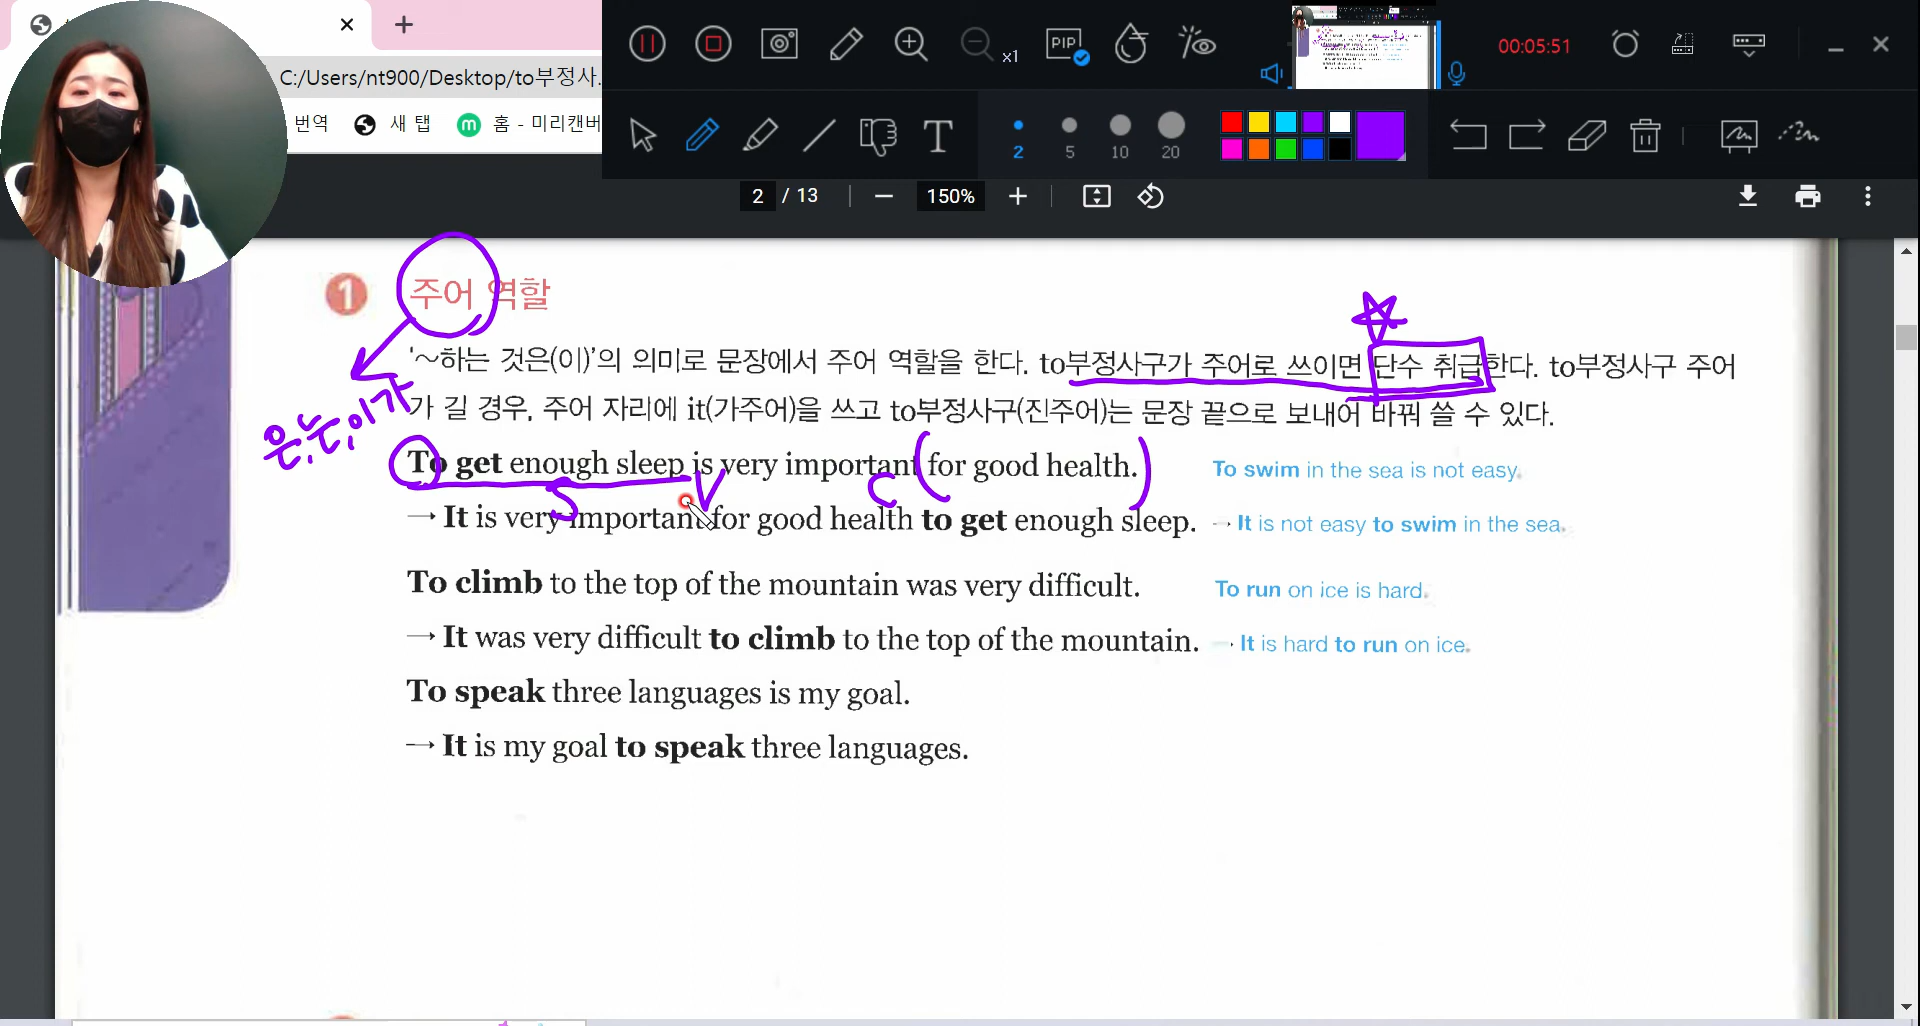 C:/Users/nt900/Desktop/to부정사.
번역 새 탭 m 홈 - 미리캔버
x1 PIP 00:05:51
T 2 5 10 20
2 / 13 150%
1 주어 역할
'~하는 것은(이)'의 의미로 문장에서 주어 역할을 한다. to부정사구가 주어로 쓰이면 단수 취급한다. to부정사구 주어
가 길 경우, 주어 자리에 it(가주어)을 쓰고 to부정사구(진주어)는 문장 끝으로 보내어 바꿔 쓸 수 있다.
은,는,이가
To get enough sleep is very important for good health. To swim in the sea is not easy.
S V C
→ It is very important for good health to get enough sleep. → It is not easy to swim in the sea.
To climb to the top of the mountain was very difficult. To run on ice is hard.
→ It was very difficult to climb to the top of the mountain. → It is hard to run on ice.
To speak three languages is my goal.
→ It is my goal to speak three languages.